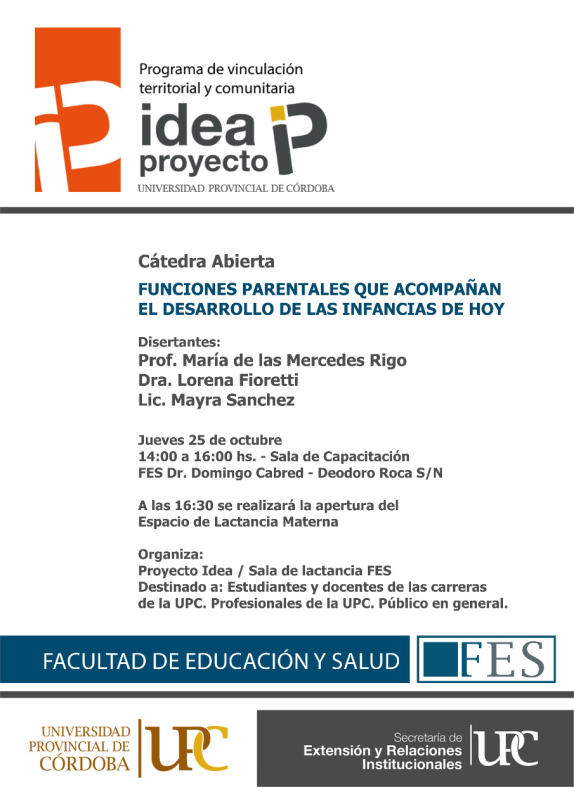 Programa de vinculación
territorial y comunitaria
idea
proyecto
iP
UNIVERSIDAD PROVINCIAL DE CÓRDOBA
Cátedra Abierta
FUNCIONES PARENTALES QUE ACOMPAÑAN
EL DESARROLLO DE LAS INFANCIAS DE HOY
Disertantes:
Prof. María de las Mercedes Rigo
Dra. Lorena Fioretti
Lic. Mayra Sanchez
Jueves 25 de octubre
14:00 a 16:00 hs. - Sala de Capacitación
FES Dr. Domingo Cabred - Deodoro Roca S/N
A las 16:30 se realizará la apertura del
Espacio de Lactancia Materna
Organiza:
Proyecto Idea / Sala de lactancia FES
Destinado a: Estudiantes y docentes de las carreras
de la UPC. Profesionales de la UPC. Público en general.
FACULTAD DE EDUCACIÓN Y SALUD
FES
UNIVERSIDAD
PROVINCIAL DE
CÓRDOBA
UPC
Secretaría de
Extensión y Relaciones
Institucionales
UPC